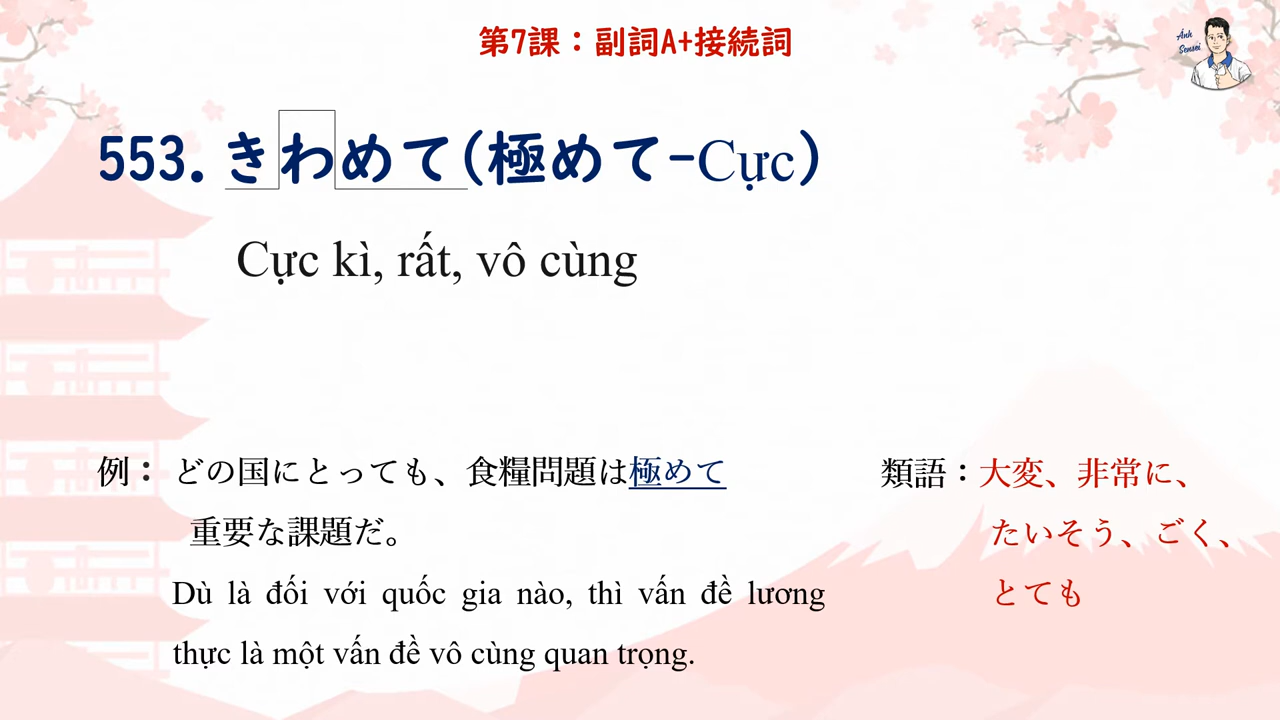 第7課：副詞A+接続詞
Anh
Sensei
553. きわめて(極めて-Cực)
Cực kì, rất, vô cùng
例： どの国にとっても、食糧問題は極めて
重要な課題だ。
Dù là đối với quốc gia nào, thì vấn đề lương
thực là một vấn đề vô cùng quan trọng.
類語：大変、非常に、
たいそう、ごく、
とても